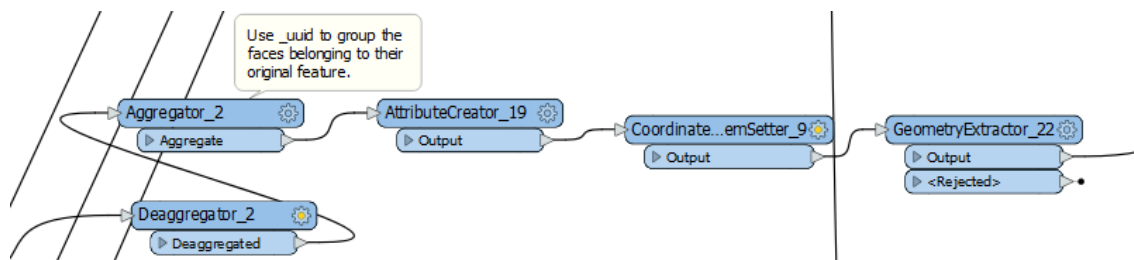 Use _uuid to group the
faces belonging to their
original feature.
Aggregator_2
Aggregate
AttributeCreator_19
Output
Coordinate...emSetter_9
Output
GeometryExtractor_22
Output
<Rejected>
Deaggregator_2
Deaggregated